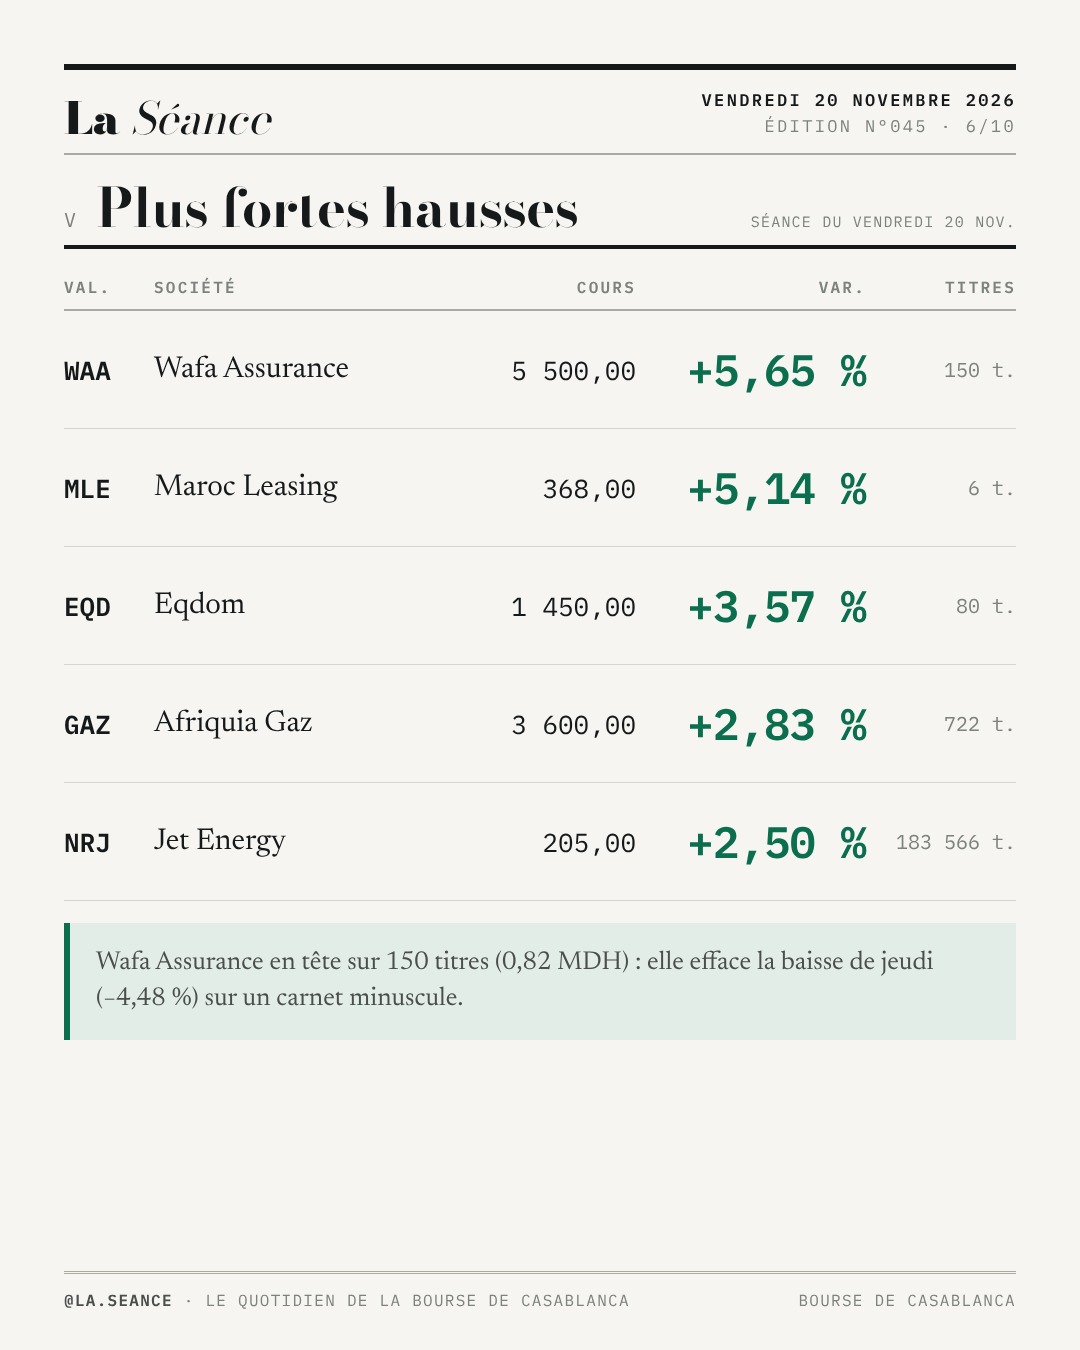 La Séance
VENDREDI 20 NOVEMBRE 2026
ÉDITION N°045 · 6/10
V Plus fortes hausses
SÉANCE DU VENDREDI 20 NOV.
VAL. SOCIÉTÉ COURS VAR. TITRES
WAA Wafa Assurance 5 500,00 +5,65 % 150 t.
MLE Maroc Leasing 368,00 +5,14 % 6 t.
EQD Eqdom 1 450,00 +3,57 % 80 t.
GAZ Afriquia Gaz 3 600,00 +2,83 % 722 t.
NRJ Jet Energy 205,00 +2,50 % 183 566 t.
Wafa Assurance en tête sur 150 titres (0,82 MDH) : elle efface la baisse de jeudi
(−4,48 %) sur un carnet minuscule.
@LA.SEANCE · LE QUOTIDIEN DE LA BOURSE DE CASABLANCA
BOURSE DE CASABLANCA